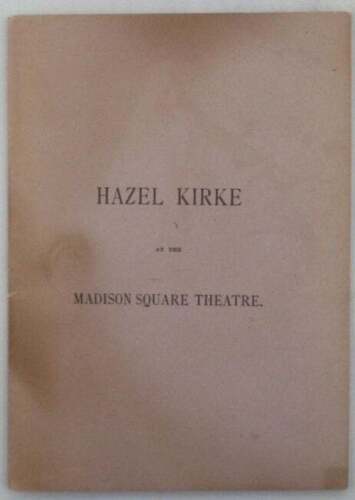 HAZEL KIRKE
AT THE
MADISON SQUARE THEATRE.